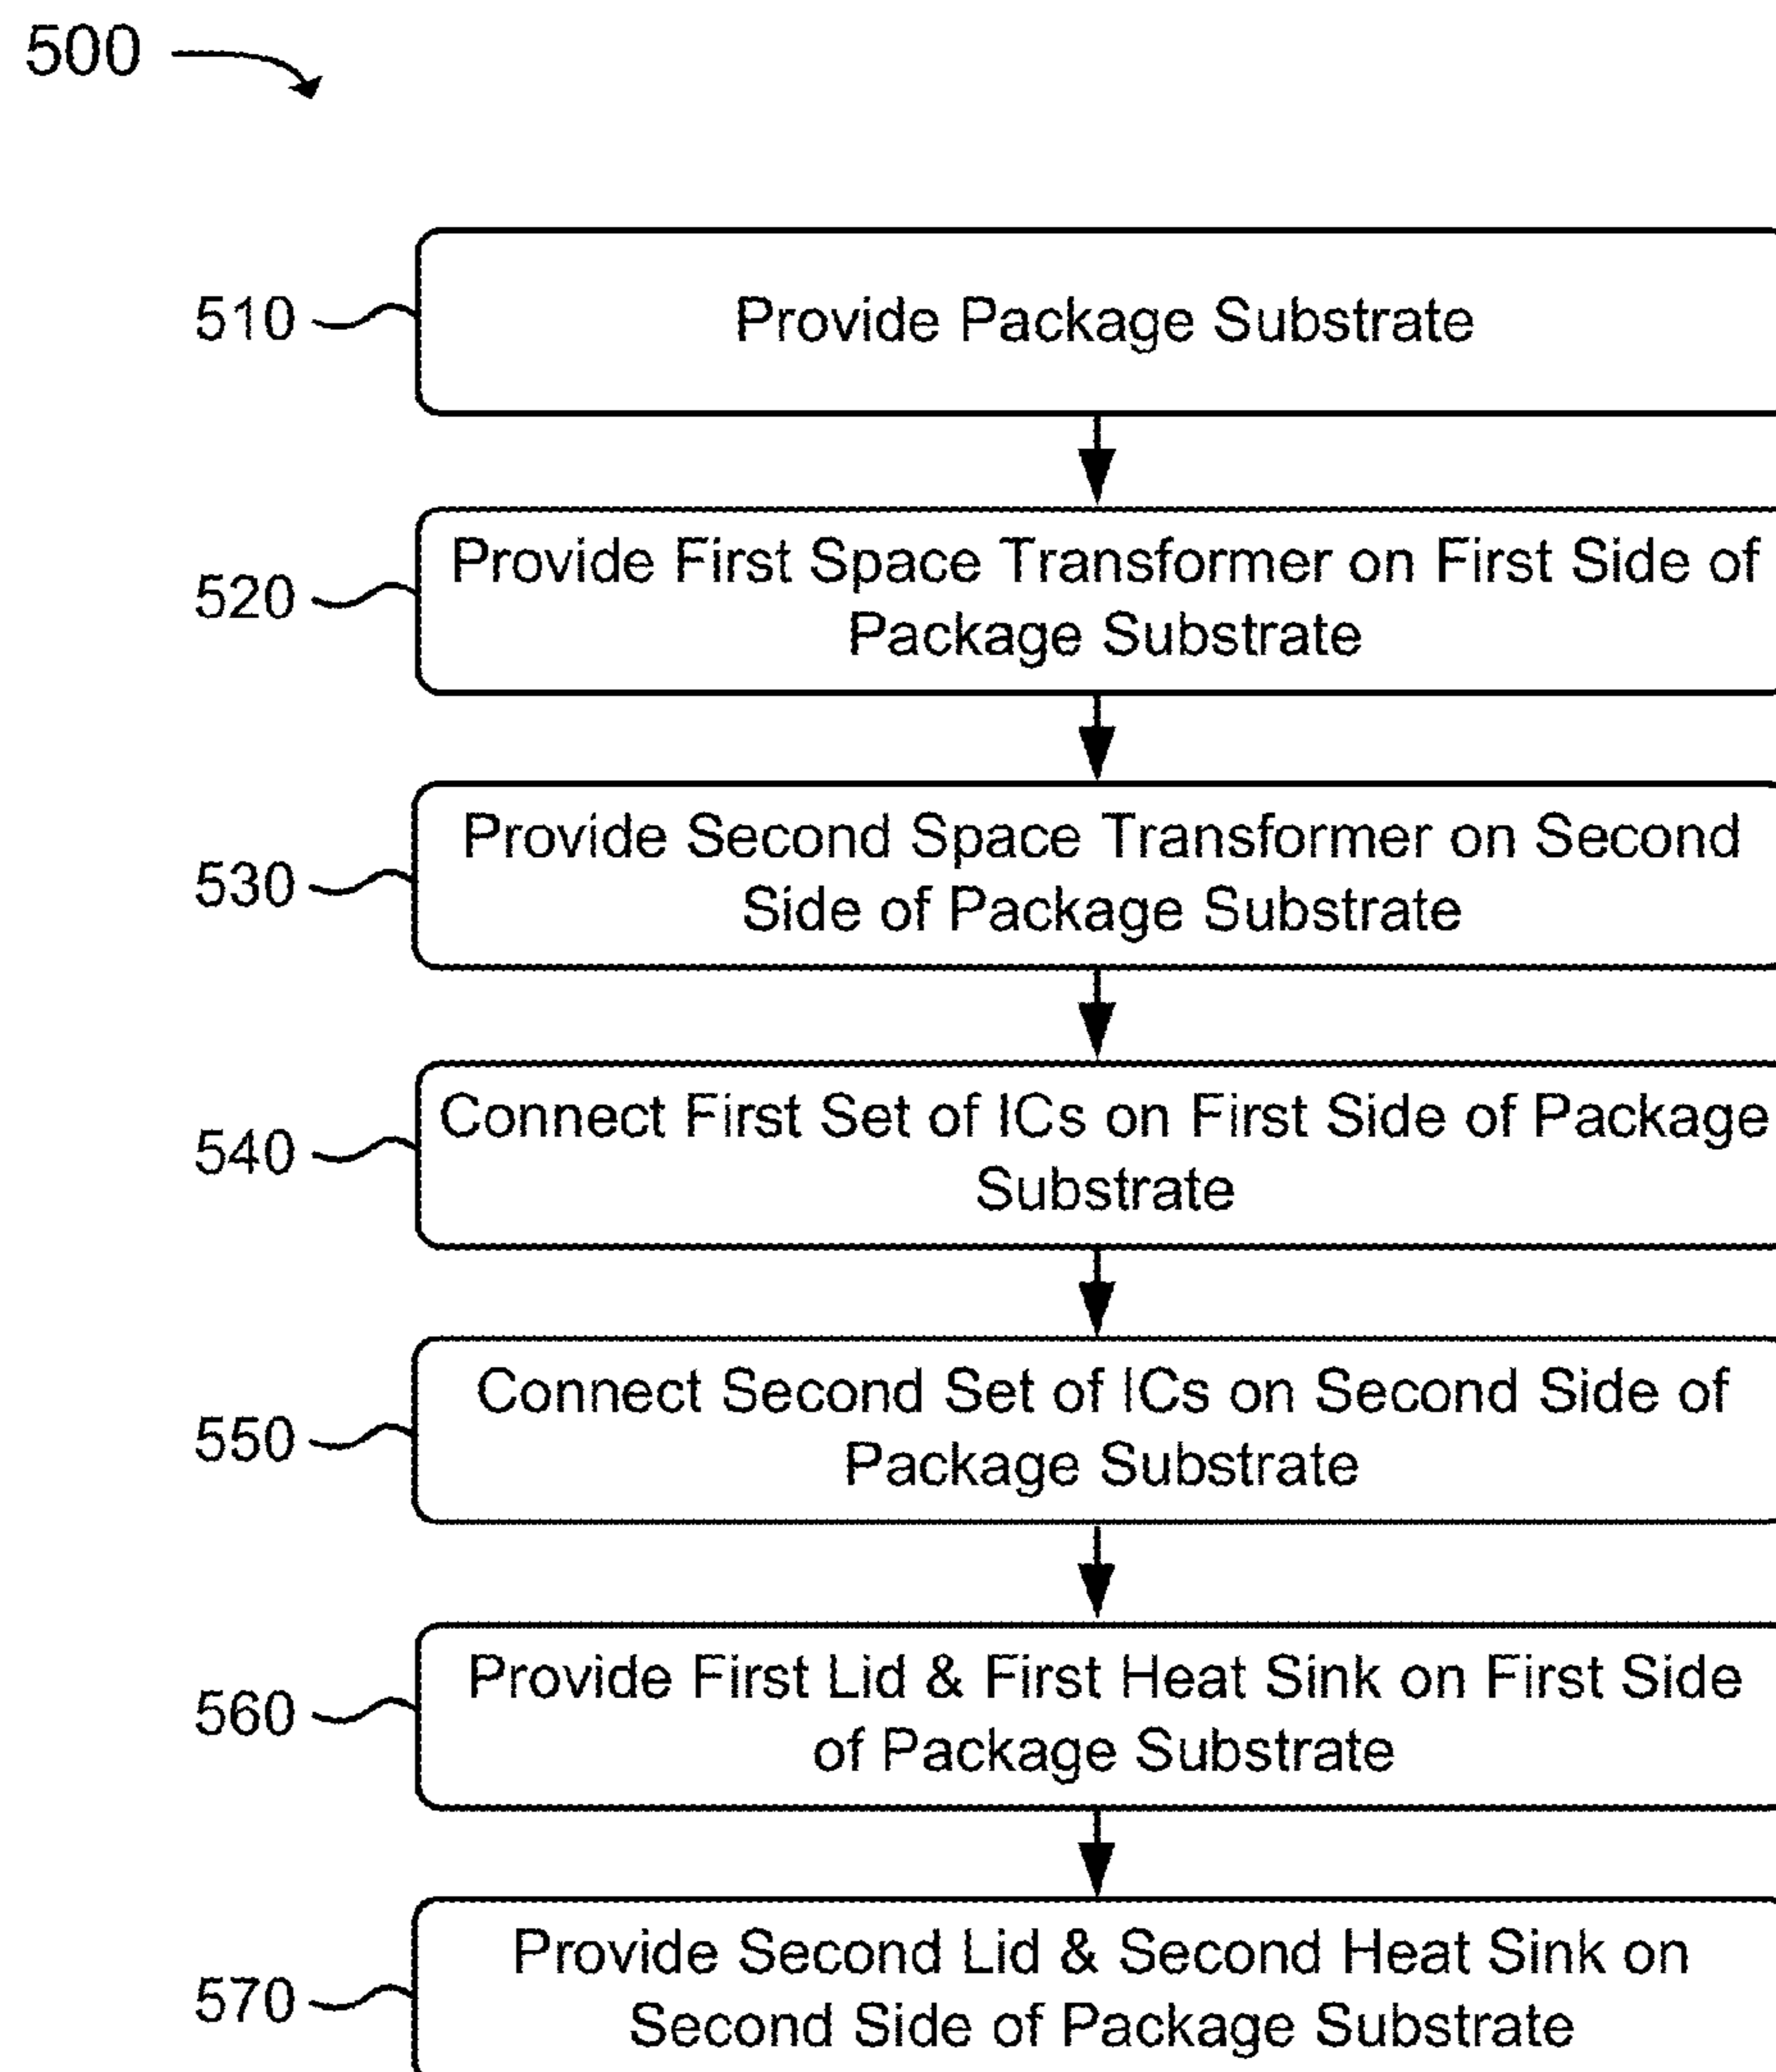 500
510
Provide Package Substrate
520
Provide First Space Transformer on First Side of
Package Substrate
530
Provide Second Space Transformer on Second
Side of Package Substrate
540
Connect First Set of ICs on First Side of Package
Substrate
550
Connect Second Set of ICs on Second Side of
Package Substrate
560
Provide First Lid & First Heat Sink on First Side
of Package Substrate
570
Provide Second Lid & Second Heat Sink on
Second Side of Package Substrate